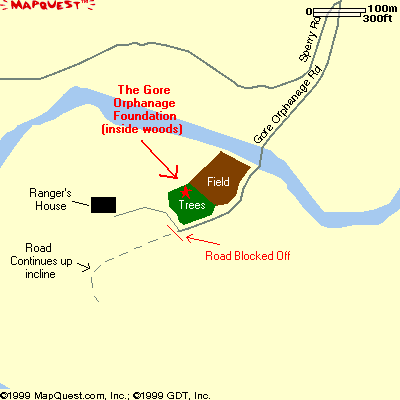 MAPQUEST™
0 100m
300ft
Sperry Rd
Gore Orphanage Rd
The Gore
Orphanage
Foundation
(inside woods)
Field
Ranger's
House
Trees
Road
Continues up
incline
Road Blocked Off
©1999 MapQuest.com, Inc.; ©1999 GDT, Inc.